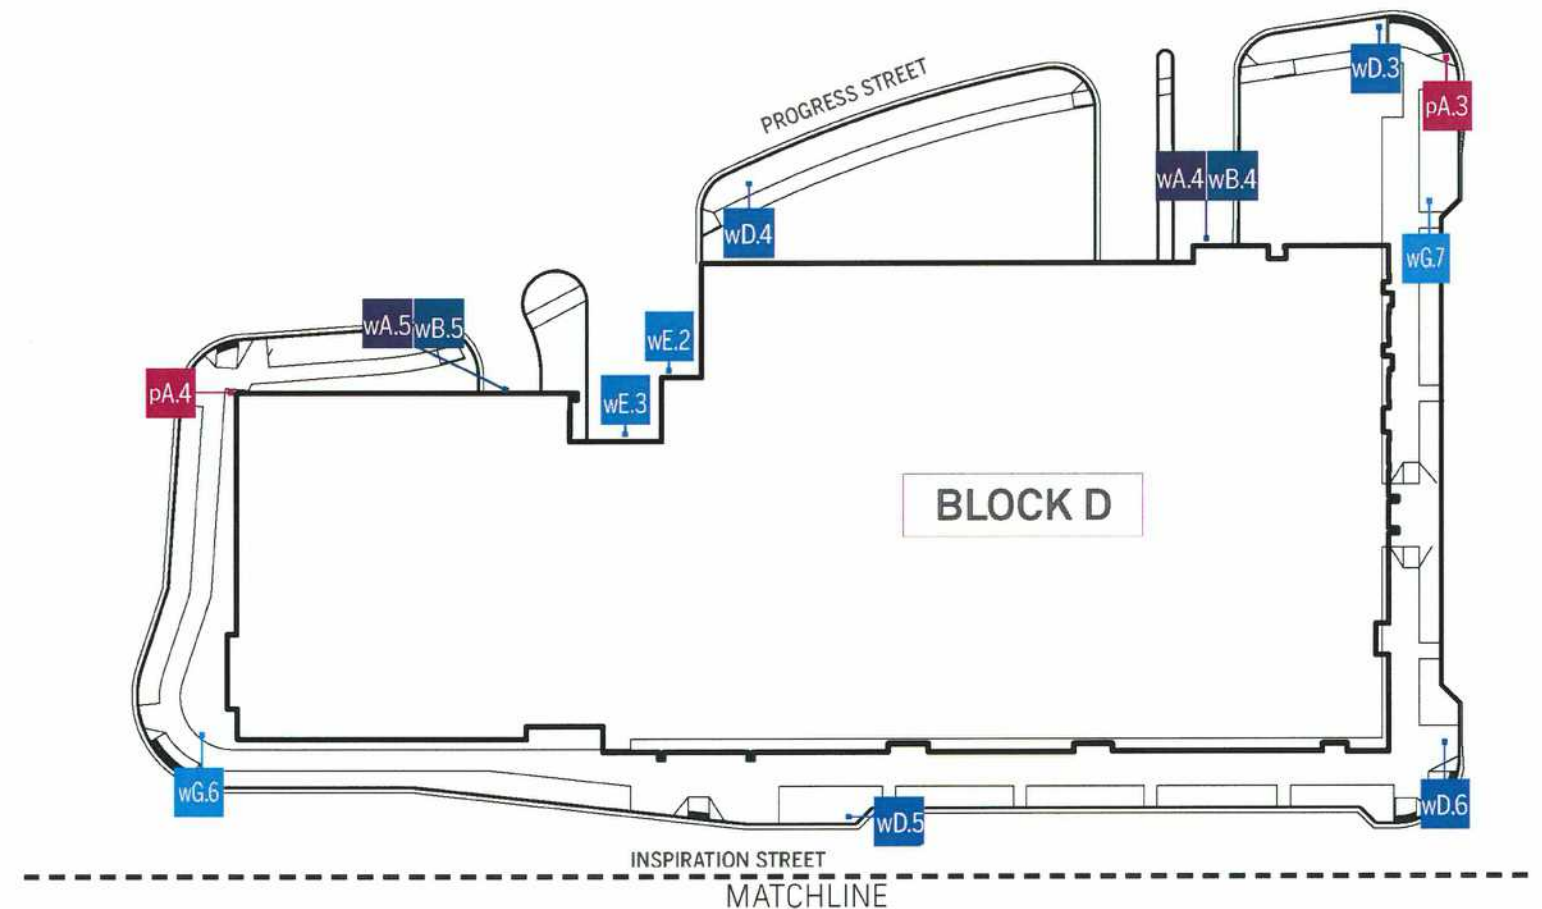 wD.3
PROGRESS STREET
pA.3
wA.4 wB.4
wD.4
wG.7
wA.5 wB.5
wE.2
pA.4
wE.3
BLOCK D
wG.6
wD.6
wD.5
INSPIRATION STREET
MATCHLINE